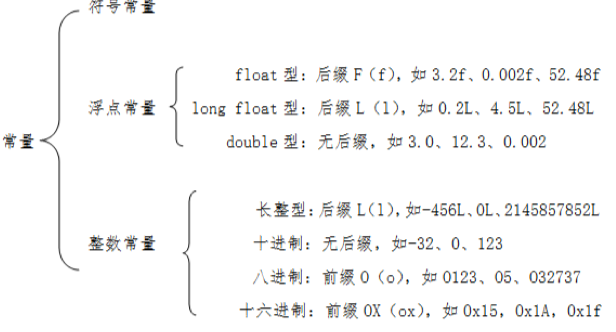 符号常量
float 型：后缀 F（f），如 3.2f、0.002f、52.48f
浮点常量
long float 型：后缀 L（l），如 0.2L、4.5L、52.48L
double 型：无后缀，如 3.0、12.3、0.002
常量
长整型：后缀 L(l)，如-456L、0L、2145857852L
整数常量
十进制：无后缀，如-32、0、123
八进制：前缀 0（o），如 0123、05、032737
十六进制：前缀 0X（ox），如 0x15、0x1A、0x1f